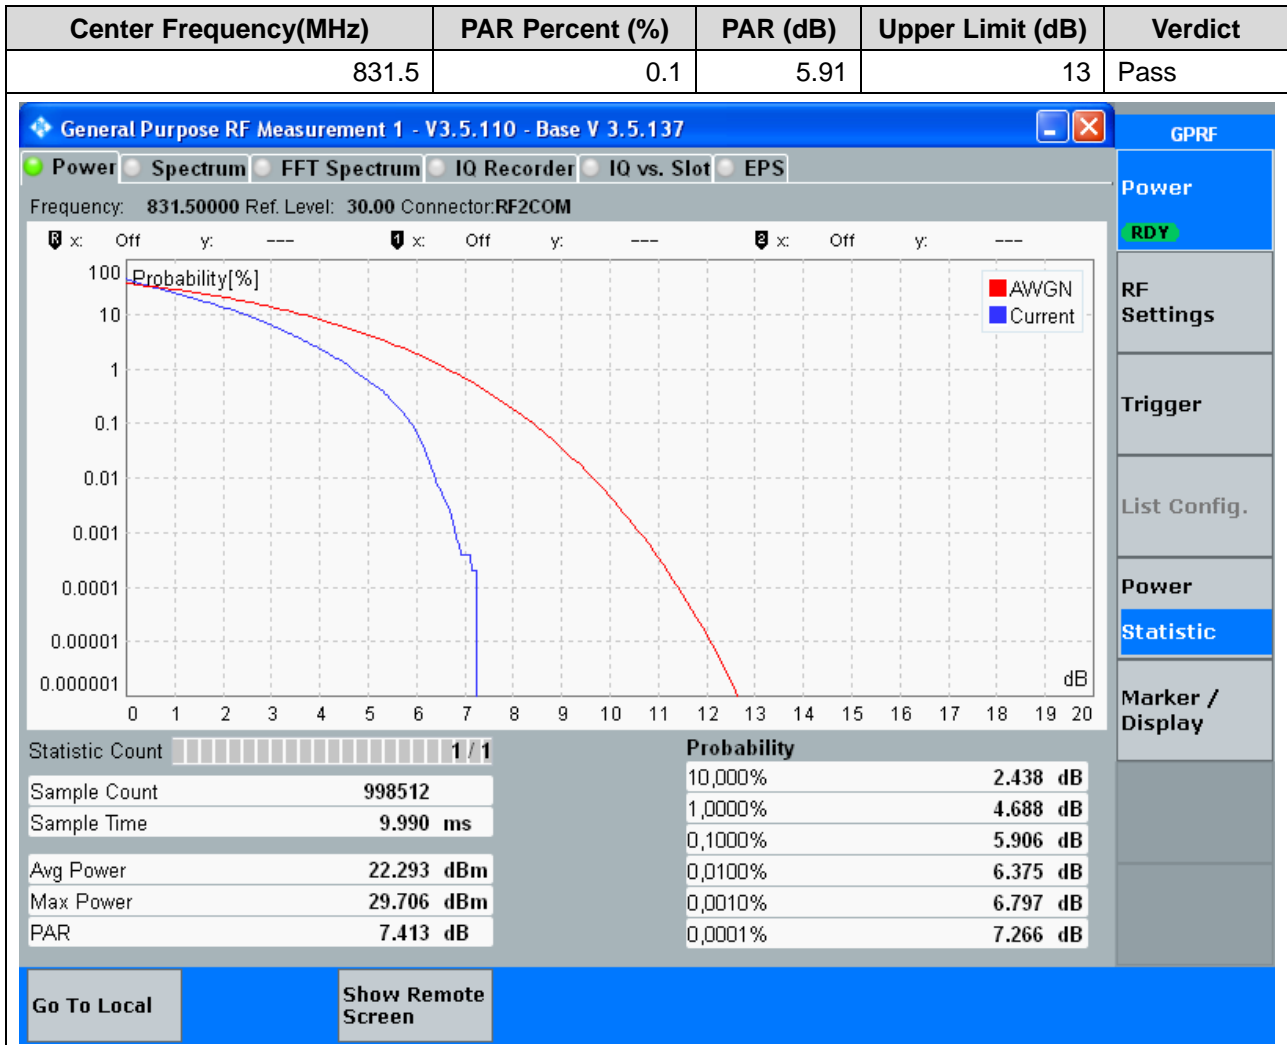 Center Frequency(MHz) PAR Percent (%) PAR (dB) Upper Limit (dB) Verdict
831.5 0.1 5.91 13 Pass
General Purpose RF Measurement 1 - V3.5.110 - Base V 3.5.137
GPRF
Power Spectrum FFT Spectrum IQ Recorder IQ vs. Slot EPS
Frequency: 831.50000 Ref. Level: 30.00 Connector:RF2COM
Power
RDY
R x: Off y: --- 1 x: Off y: --- 2 x: Off y: ---
100 Probability[%]
AWGN
Current
10
1
0.1
0.01
0.001
0.0001
0.00001
0.000001
dB
0 1 2 3 4 5 6 7 8 9 10 11 12 13 14 15 16 17 18 19 20
RF
Settings
Trigger
List Config.
Power
Statistic
Marker /
Display
Statistic Count 1 / 1
Sample Count 998512
Sample Time 9.990 ms
Avg Power 22.293 dBm
Max Power 29.706 dBm
PAR 7.413 dB
Probability
10,000% 2.438 dB
1,0000% 4.688 dB
0,1000% 5.906 dB
0,0100% 6.375 dB
0,0010% 6.797 dB
0,0001% 7.266 dB
Go To Local
Show Remote
Screen